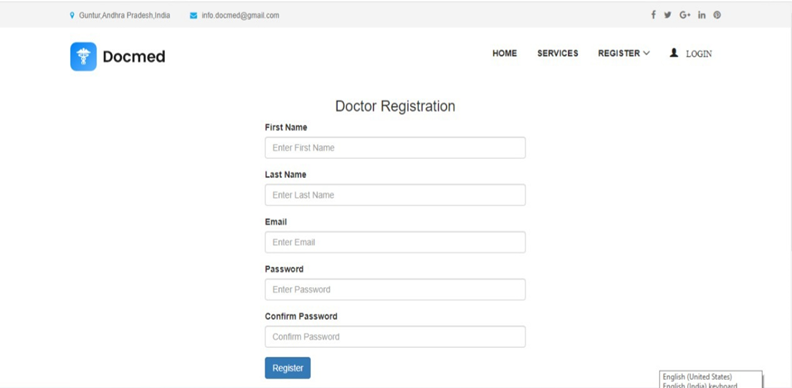 Guntur,Andhra Pradesh,India info.docmed@gmail.com
Docmed HOME SERVICES REGISTER LOGIN
Doctor Registration
First Name
Enter First Name
Last Name
Enter Last Name
Email
Enter Email
Password
Enter Password
Confirm Password
Confirm Password
Register
English (United States)
English (India) keyboard